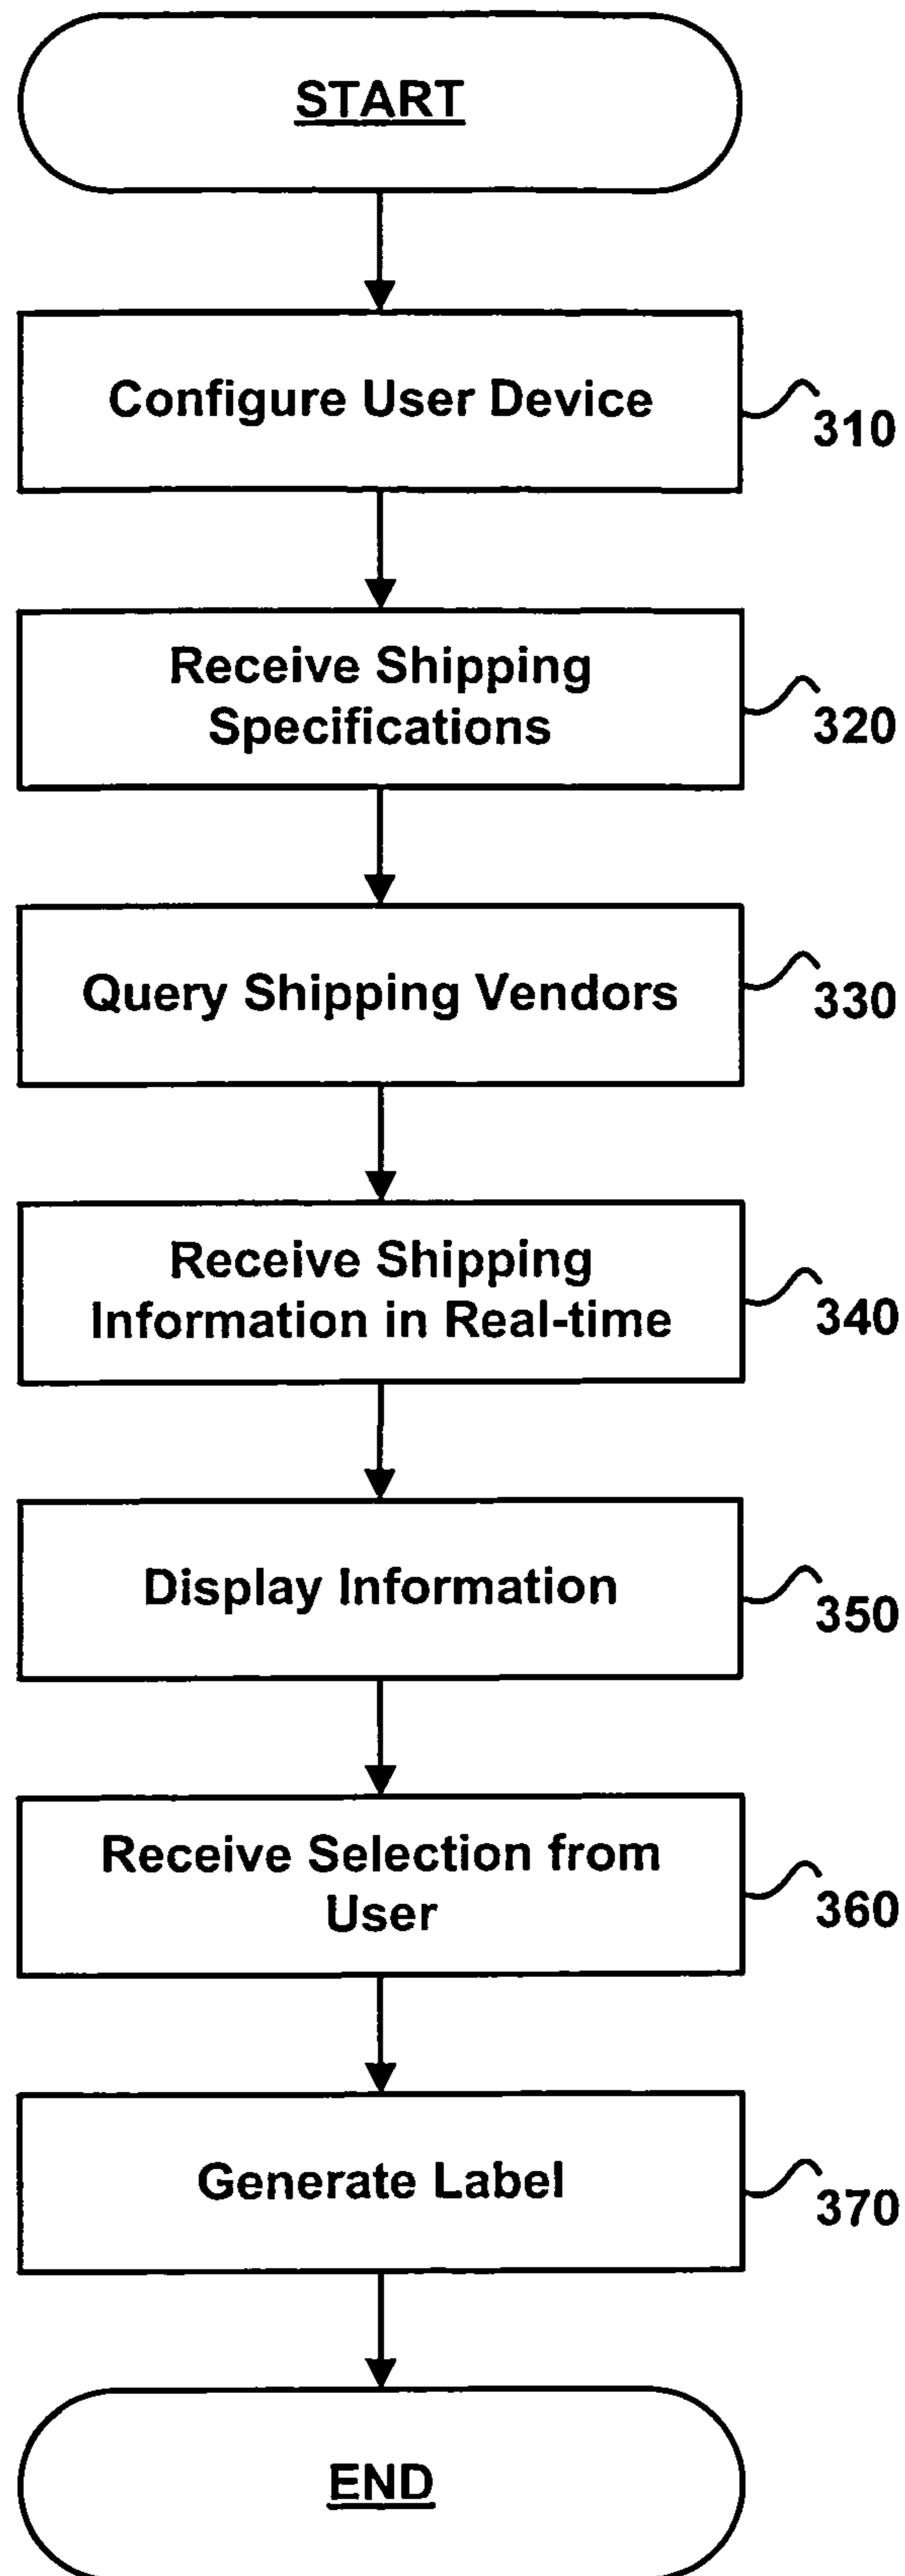 START
Configure User Device
310
Receive Shipping
Specifications
320
Query Shipping Vendors
330
Receive Shipping
Information in Real-time
340
Display Information
350
Receive Selection from
User
360
Generate Label
370
END